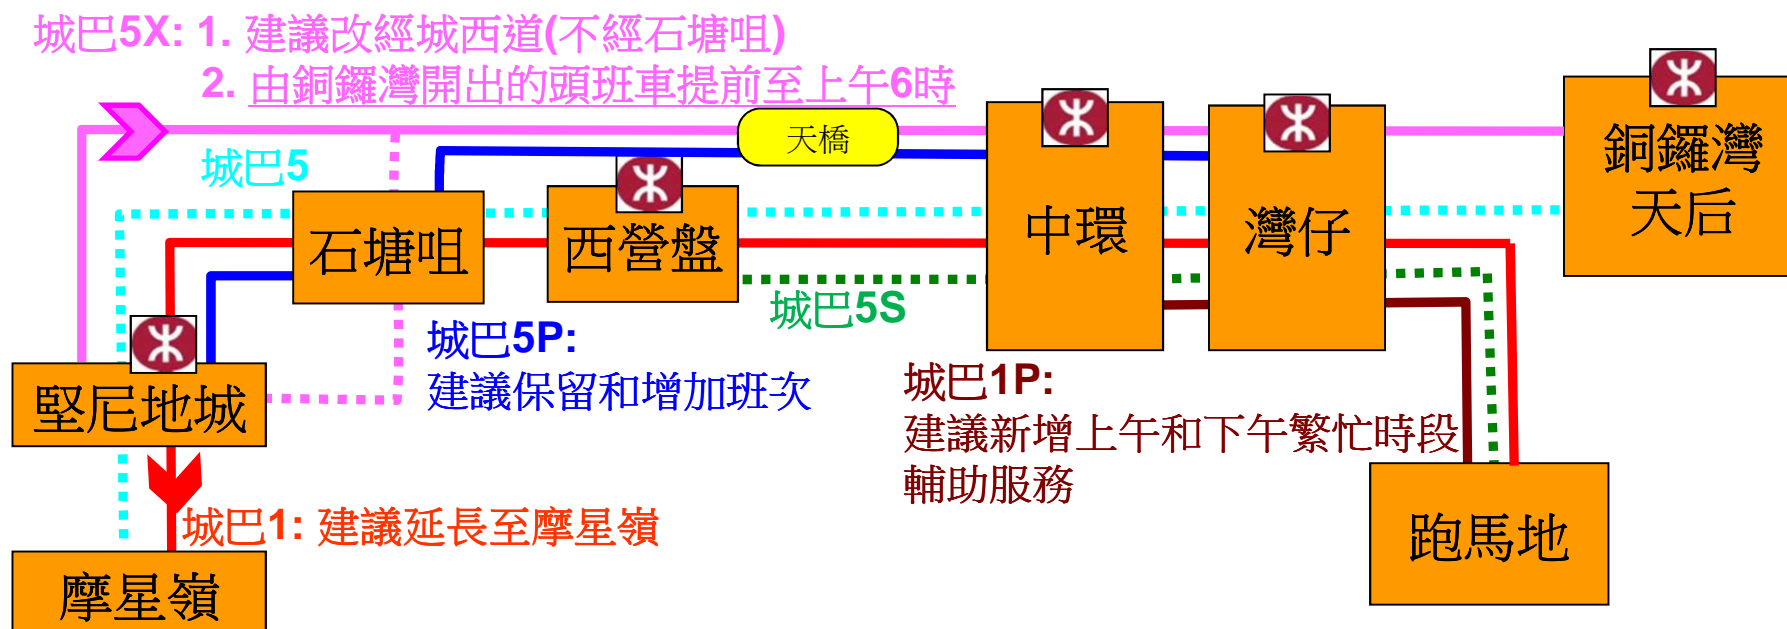 城巴5X: 1. 建議改經城西道(不經石塘咀)
2. 由銅鑼灣開出的頭班車提前至上午6時
天橋
城巴5
銅鑼灣
天后
石塘咀
西營盤
中環
灣仔
城巴5S
城巴5P:
建議保留和增加班次
堅尼地城
城巴1P:
建議新增上午和下午繁忙時段
輔助服務
城巴1: 建議延長至摩星嶺
跑馬地
摩星嶺